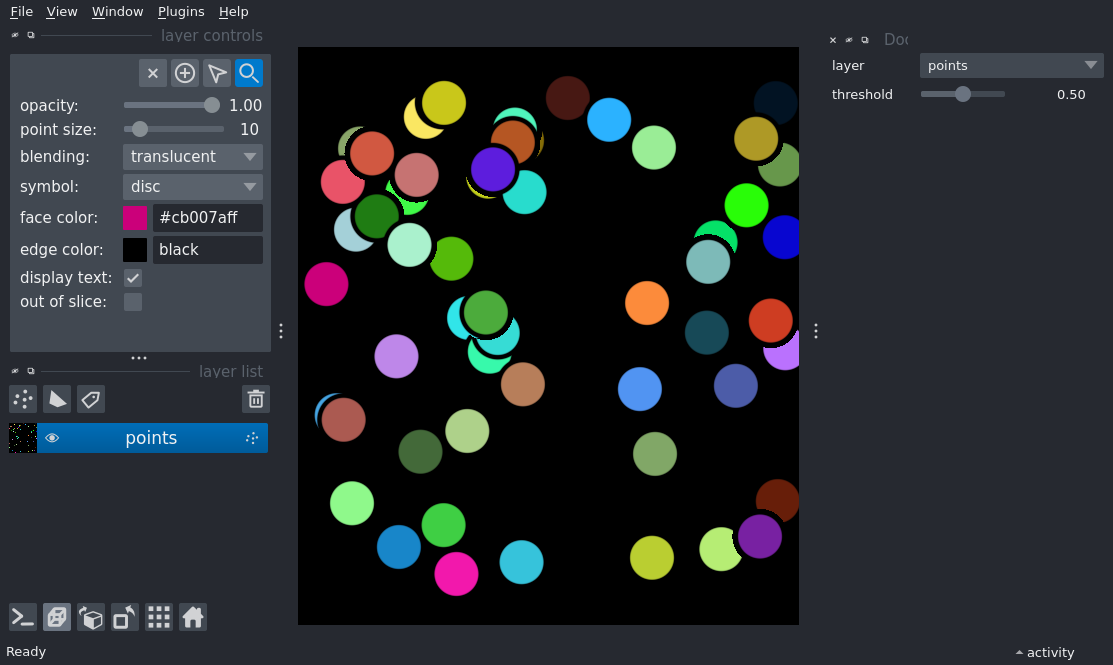 File View Window Plugins Help
layer controls
opacity: 1.00
point size: 10
blending: translucent
symbol: disc
face color: #cb007aff
edge color: black
display text:
out of slice:
layer list
points
Doc
layer points
threshold 0.50
Ready
activity